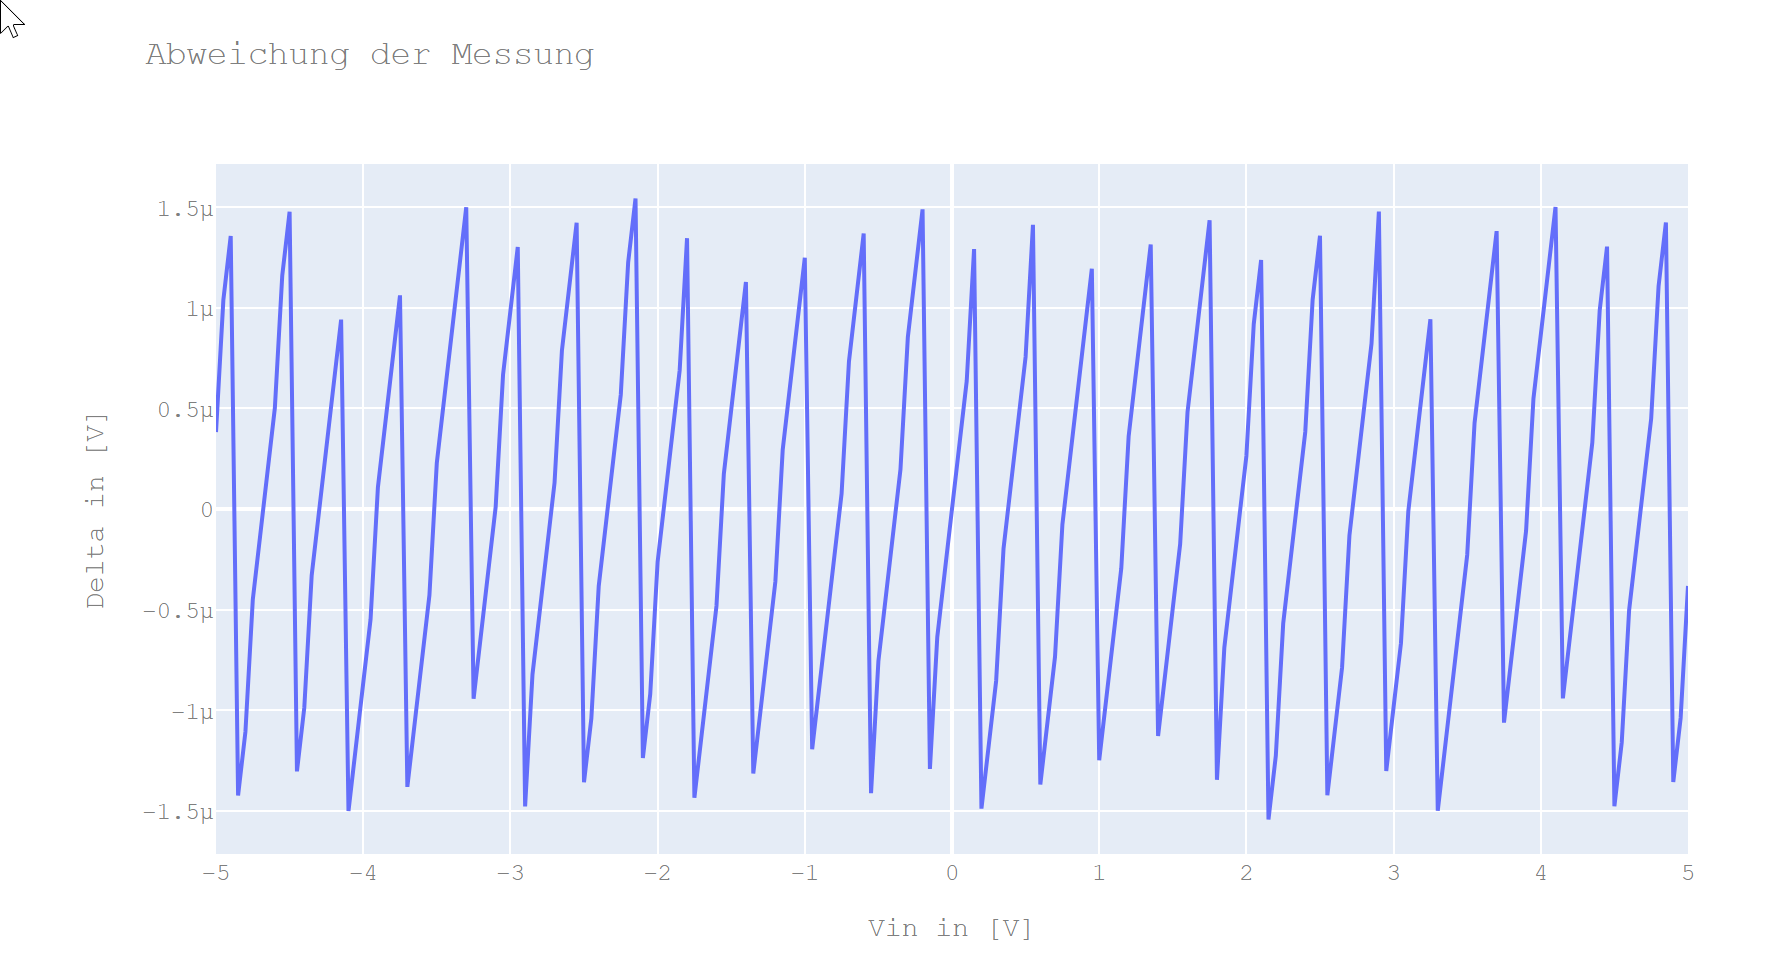 Abweichung der Messung
1.5µ
1µ
0.5µ
0
−0.5µ
−1µ
−1.5µ
Delta in [V]
−5 −4 −3 −2 −1 0 1 2 3 4 5
Vin in [V]